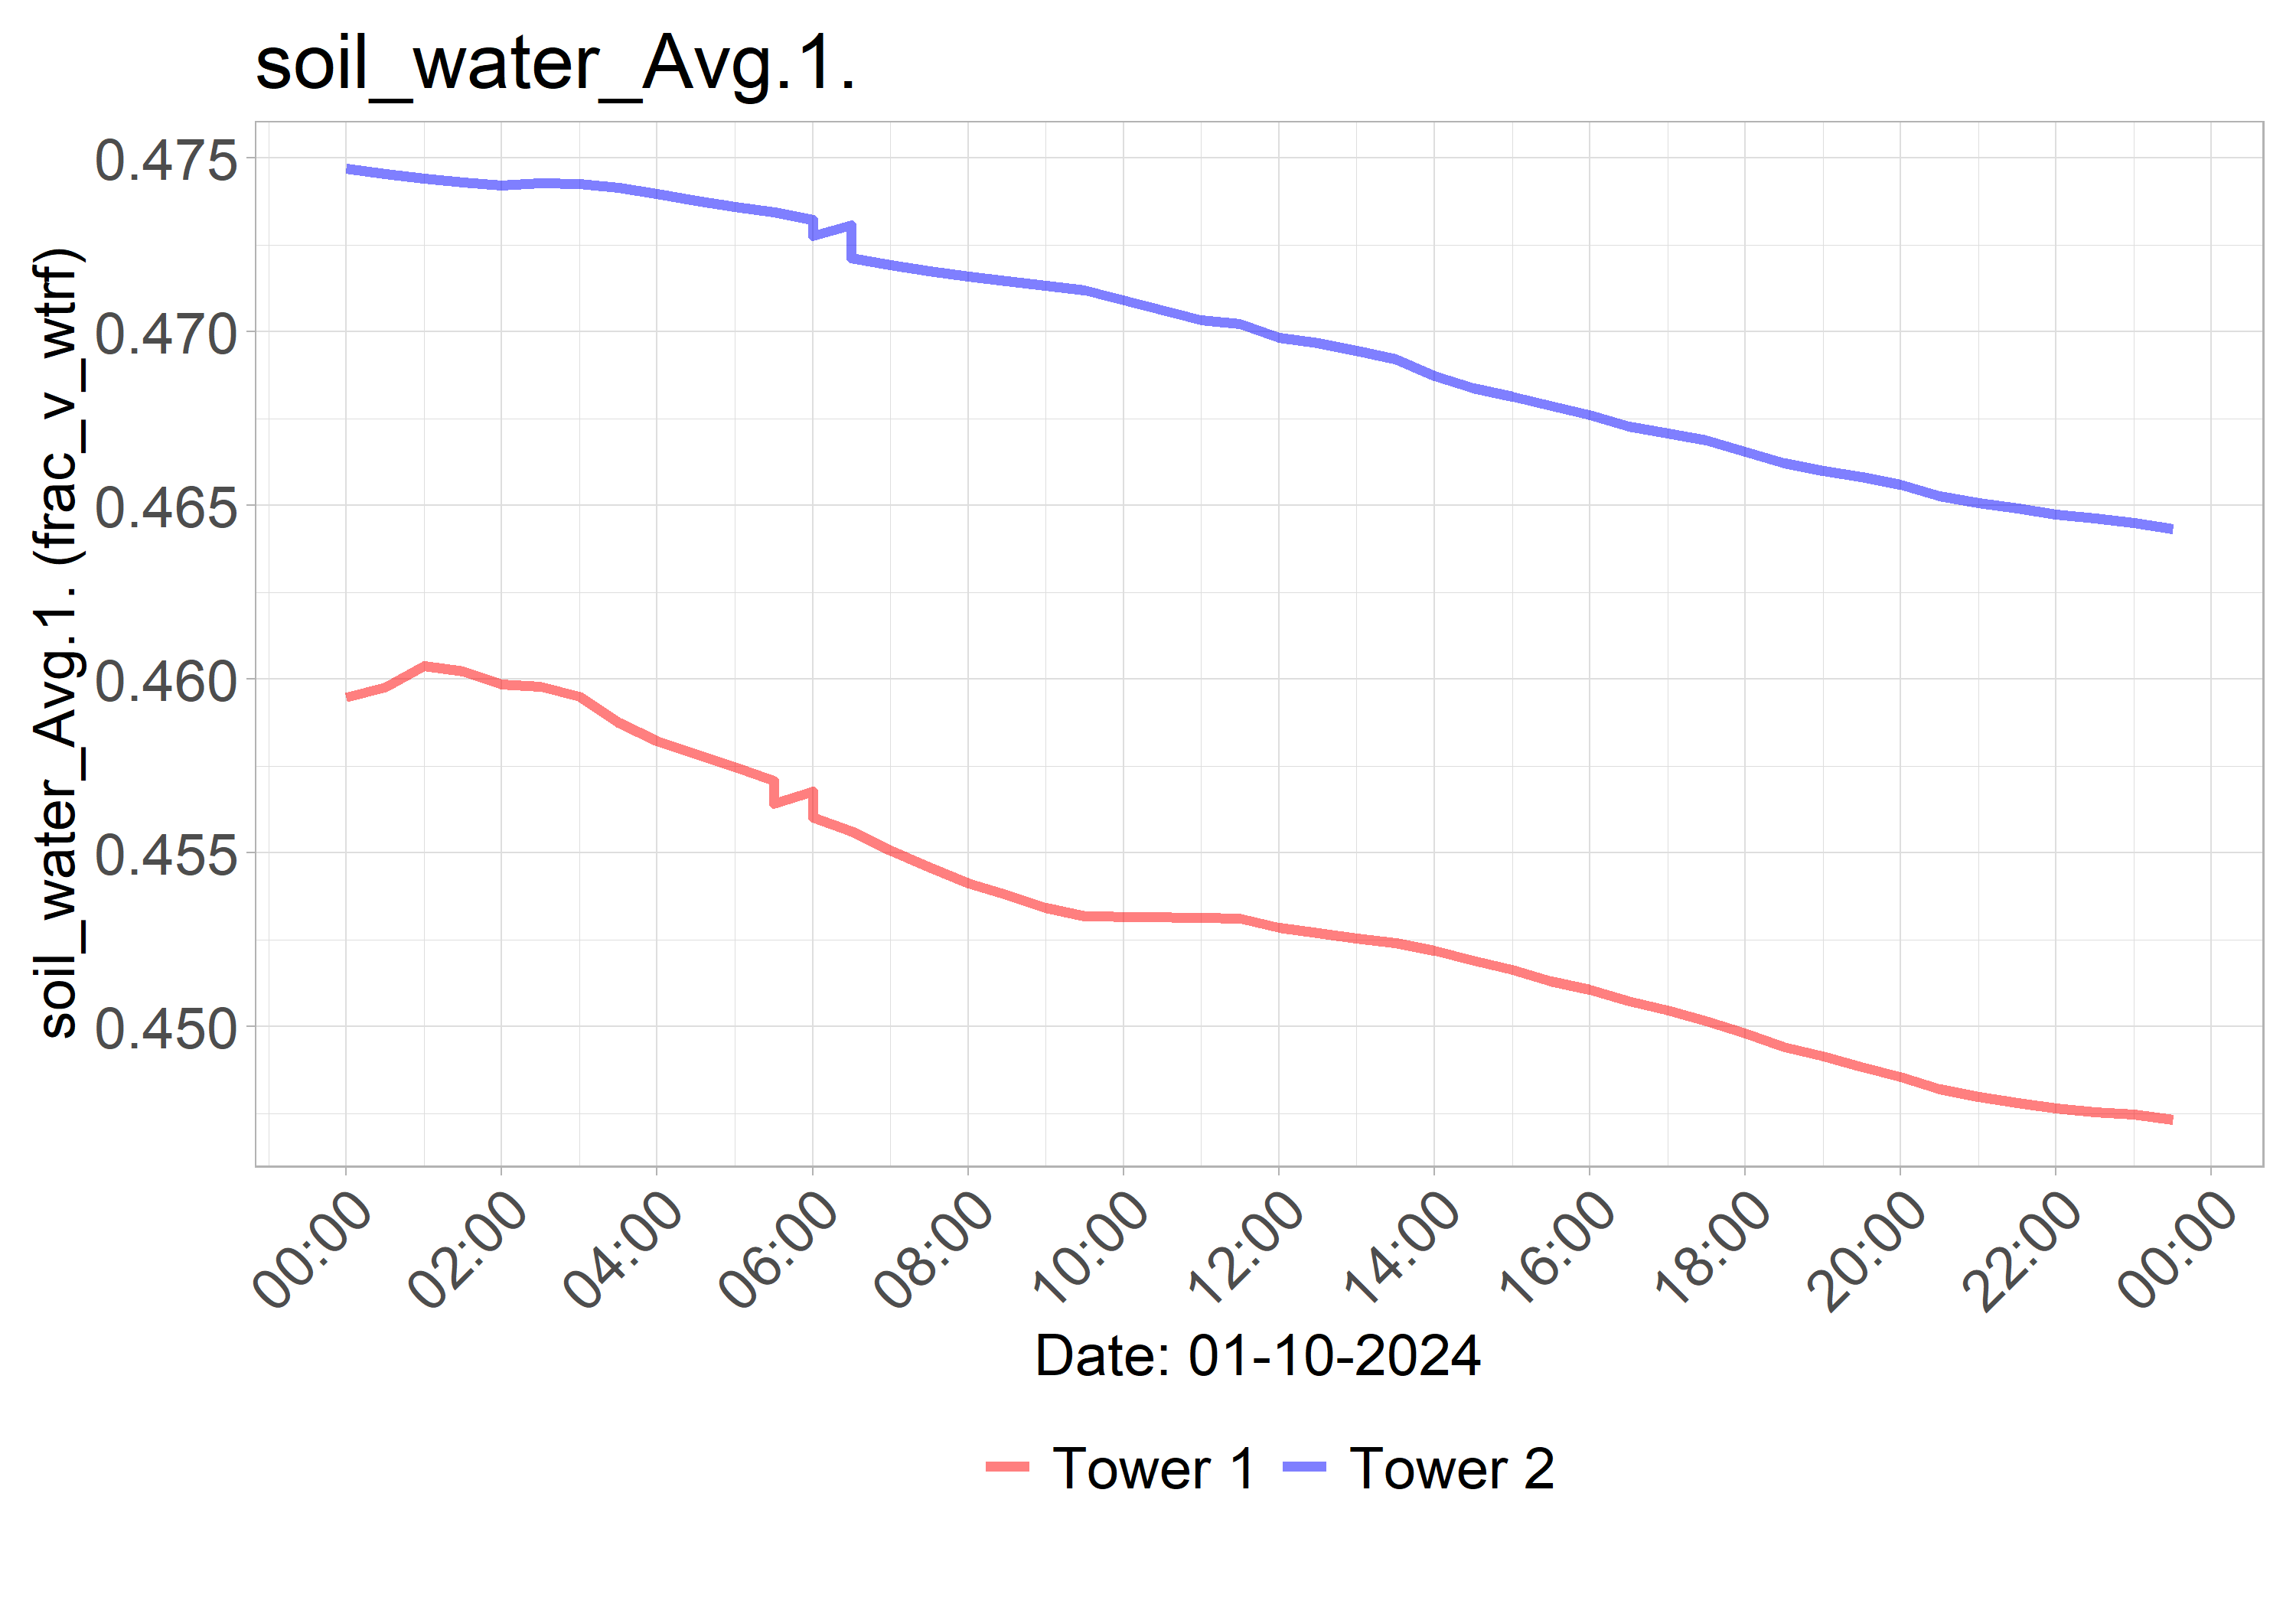 soil_water_Avg.1.
soil_water_Avg.1. (frac_v_wtrf)
0.475
0.470
0.465
0.460
0.455
0.450
00:00 02:00 04:00 06:00 08:00 10:00 12:00 14:00 16:00 18:00 20:00 22:00 00:00
Date: 01-10-2024
Tower 1 Tower 2